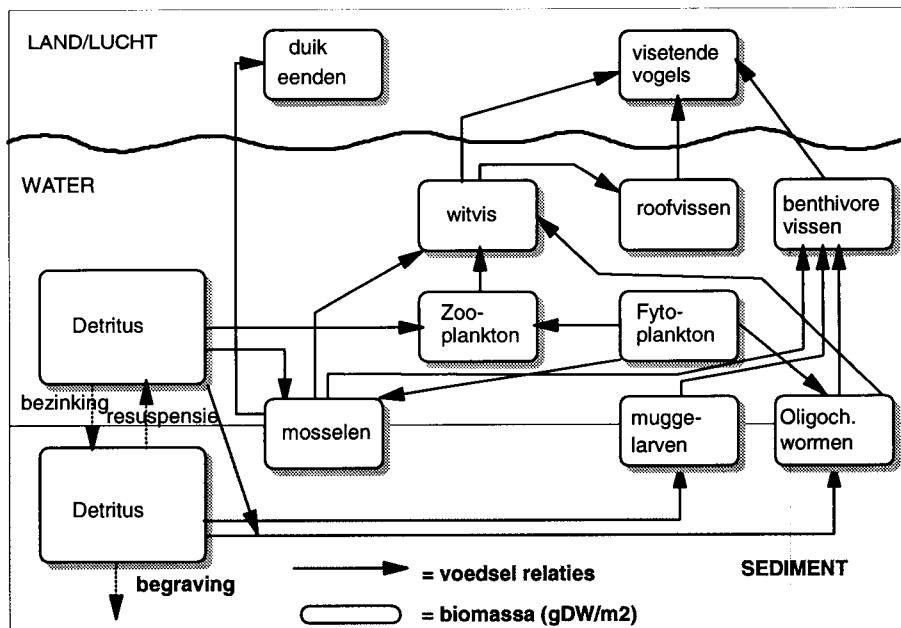 LAND/LUCHT
duik
eenden
visetende
vogels
WATER
witvis
roofvissen
benthivore
vissen
Detritus
Zoo-
plankton
Fyto-
plankton
bezinking
resuspensie
mosselen
mugge-
larven
Oligoch.
wormen
Detritus
begraving
= voedsel relaties
SEDIMENT
= biomassa (gDW/m2)